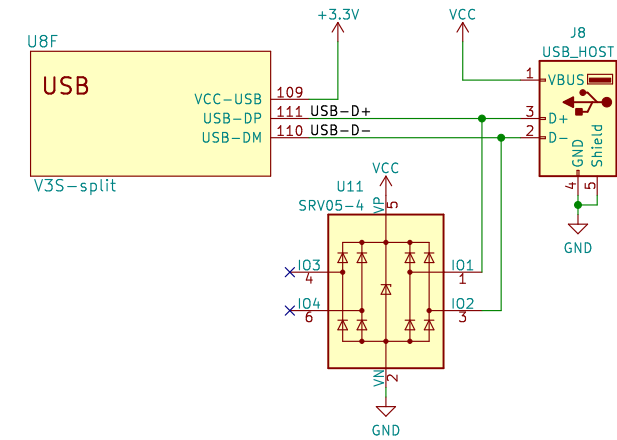 +3.3V
VCC
J8
USB_HOST
U8F
USB
VCC-USB 109
USB-DP 111 USB-D+
USB-DM 110 USB-D-
V3S-split
1 VBUS
3 D+
2 D-
GND
Shield
4
5
GND
VCC
U11
SRV05-4
VP
5
IO3
4
IO4
6
IO1
1
IO2
3
VN
2
GND